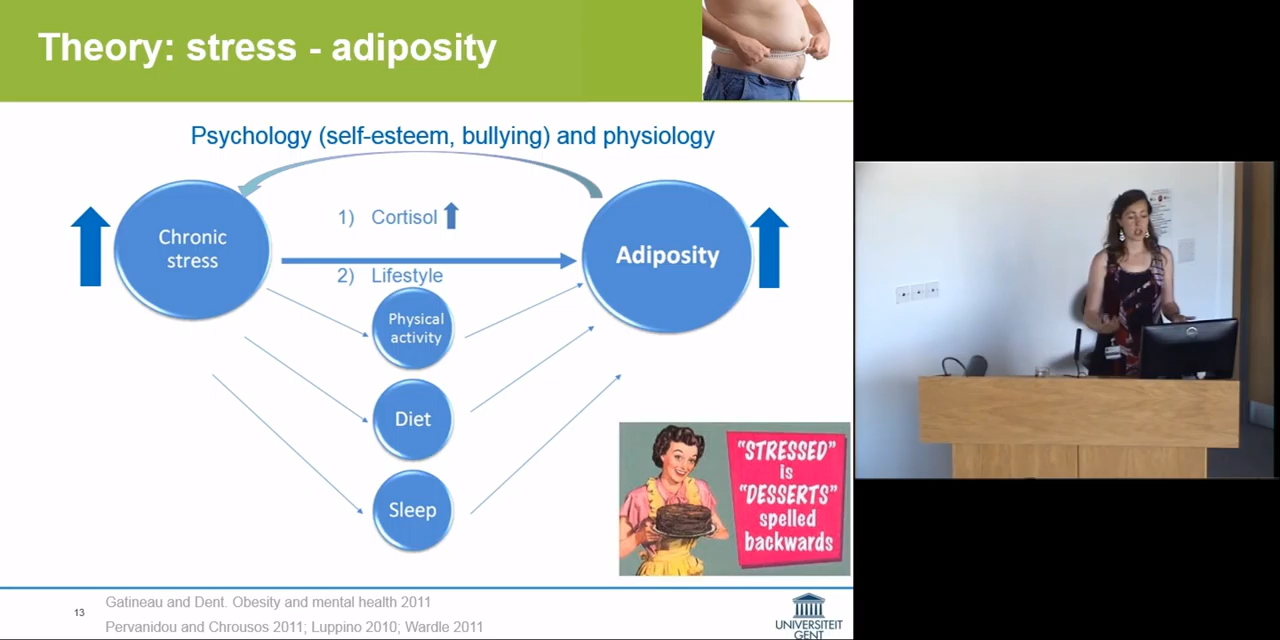 Theory: stress - adiposity
Psychology (self-esteem, bullying) and physiology
Chronic
stress
1) Cortisol
2) Lifestyle
Adiposity
Physical
activity
Diet
Sleep
"STRESSED"
is
"DESSERTS"
spelled
backwards
13
Gatineau and Dent. Obesity and mental health 2011
Pervanidou and Chrousos 2011; Luppino 2010; Wardle 2011
UNIVERSITEIT
GENT